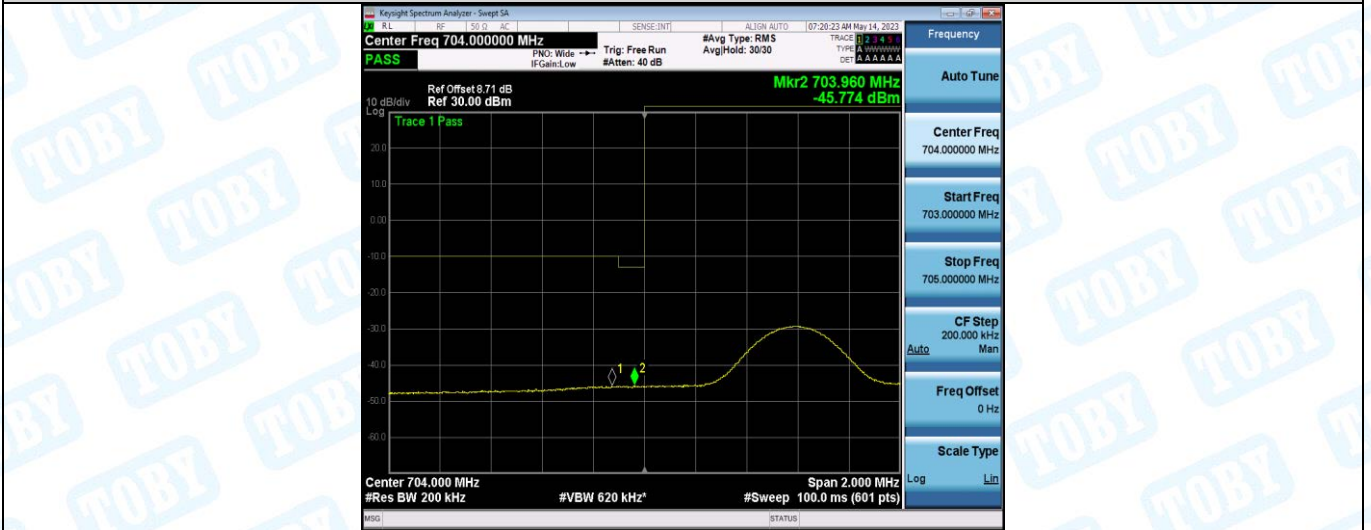 Keysight Spectrum Analyzer - Swept SA
RL RF 50 Ω AC SENSE:INT ALIGN AUTO 07:20:23 AM May 14, 2023
Center Freq 704.000000 MHz
PASS
PNO: Wide
IFGain:Low
Trig: Free Run
#Atten: 40 dB
#Avg Type: RMS
Avg|Hold: 30/30
TRACE 1 2 3 4 5 6
TYPE A WWWWW
DET A A A A A A
Ref Offset 8.71 dB
Ref 30.00 dBm
10 dB/div
Log
Mkr2 703.960 MHz
-45.774 dBm
Trace 1 Pass
20.0
10.0
0.00
-10.0
-20.0
-30.0
-40.0
-50.0
-60.0
1
2
Center 704.000 MHz
Span 2.000 MHz
#Res BW 200 kHz
#VBW 620 kHz*
#Sweep 100.0 ms (601 pts)
MSG
STATUS
Frequency
Auto Tune
Center Freq
704.000000 MHz
Start Freq
703.000000 MHz
Stop Freq
705.000000 MHz
CF Step
200.000 kHz
Auto Man
Freq Offset
0 Hz
Scale Type
Log Lin
TOBY